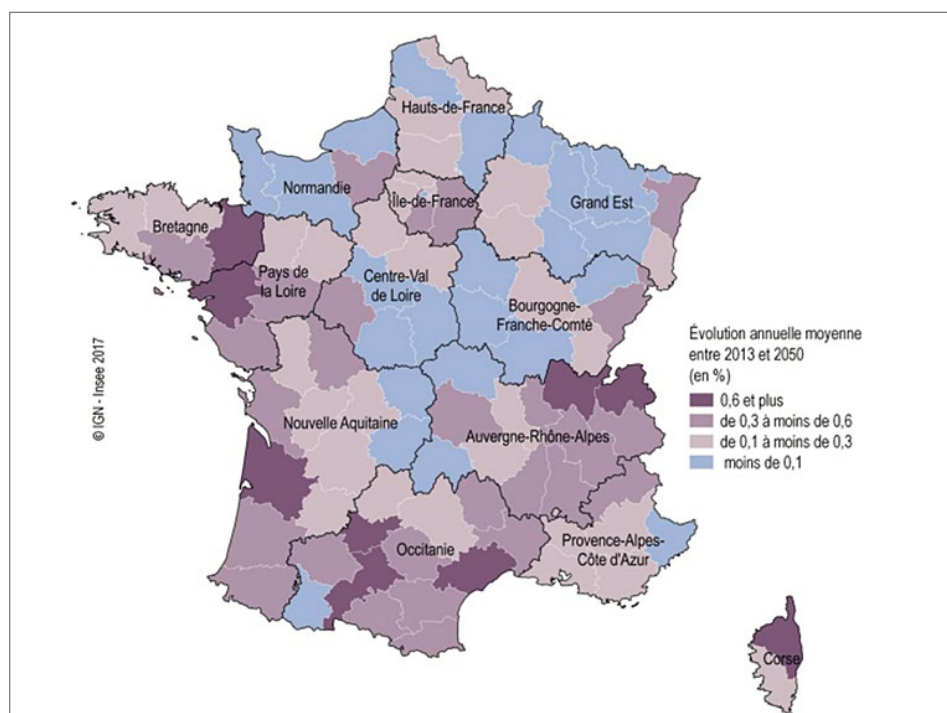 Hauts-de-France
Normandie
Île-de-France
Grand Est
Bretagne
Pays de
la Loire
Centre-Val
de Loire
Bourgogne-
Franche-Comté
Nouvelle Aquitaine
Auvergne-Rhône-Alpes
Occitanie
Provence-Alpes-
Côte d'Azur
Corse
© IGN - Insee 2017
Évolution annuelle moyenne
entre 2013 et 2050
(en %)
0,6 et plus
de 0,3 à moins de 0,6
de 0,1 à moins de 0,3
moins de 0,1